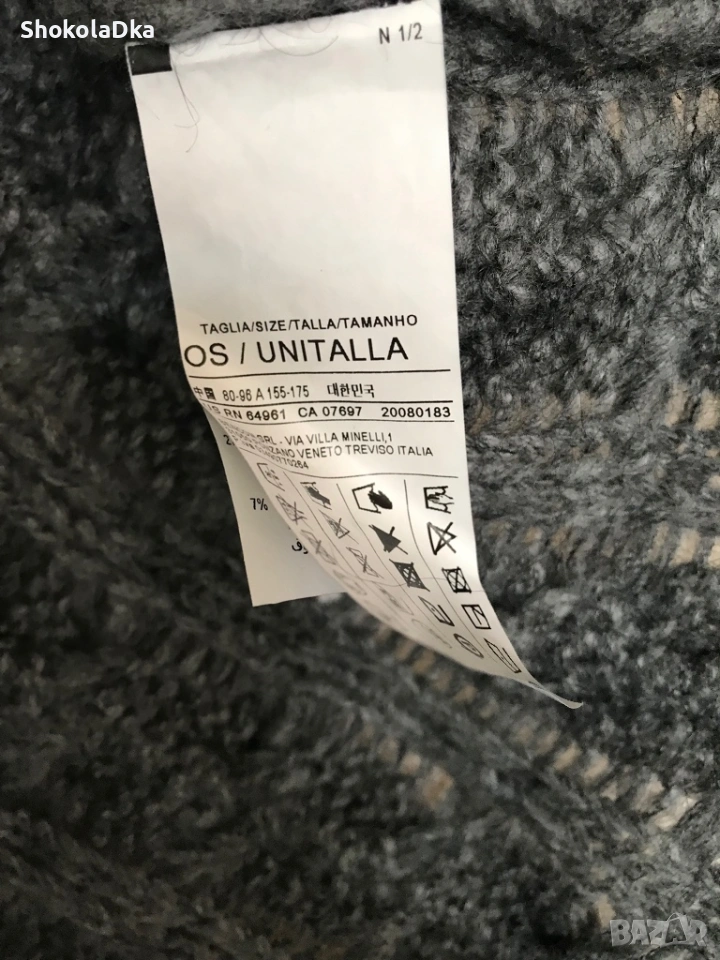 ShokolaDka
N 1/2
TAGLIA/SIZE/TALLA/TAMANHO
OS / UNITALLA
中国 80-96 A 155-175 대한민국
RN 64961 CA 07697 20080183
SRL - VIA VILLA MINELLI,1
VENETO TREVISO ITALIA
7%
BAZAR